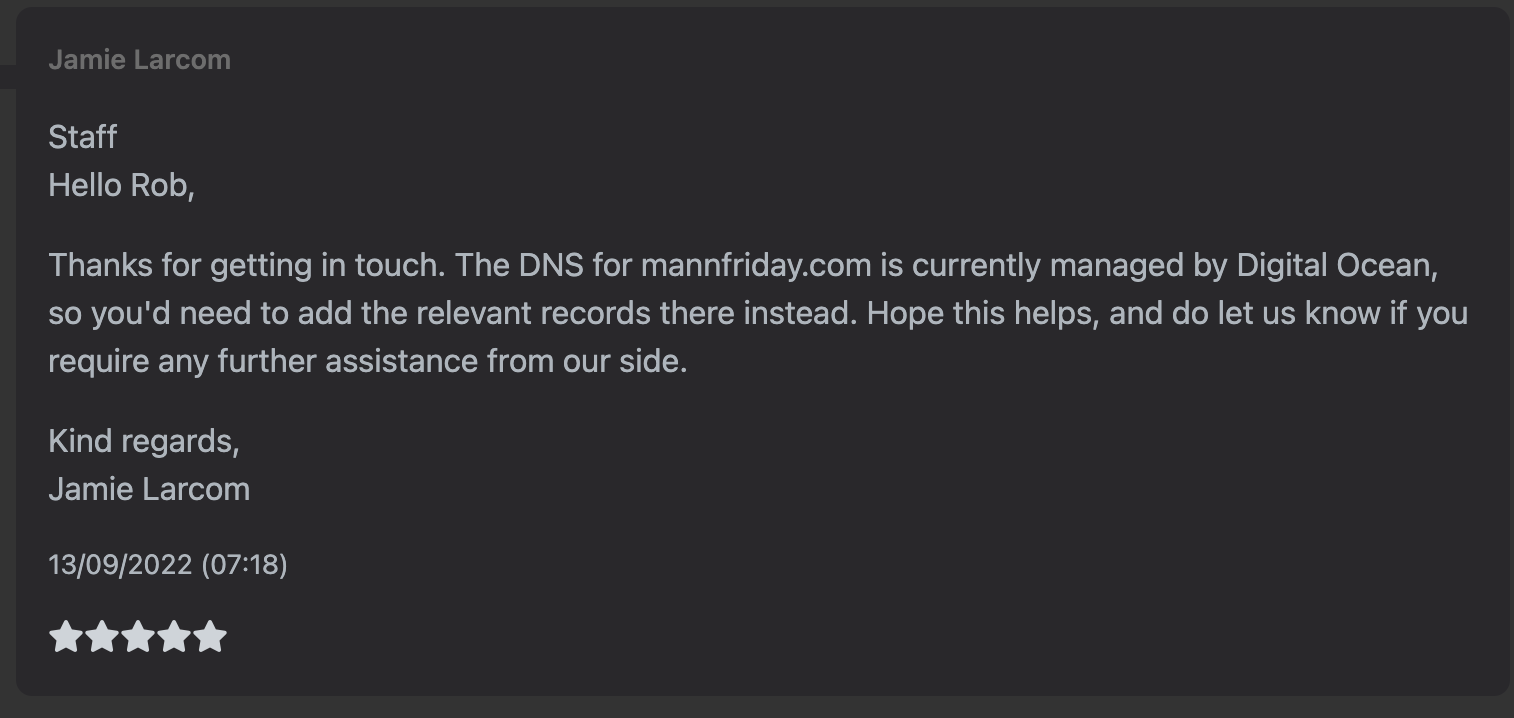 Jamie Larcom
Staff
Hello Rob,
Thanks for getting in touch. The DNS for mannfriday.com is currently managed by Digital Ocean,
so you'd need to add the relevant records there instead. Hope this helps, and do let us know if you
require any further assistance from our side.
Kind regards,
Jamie Larcom
13/09/2022 (07:18)